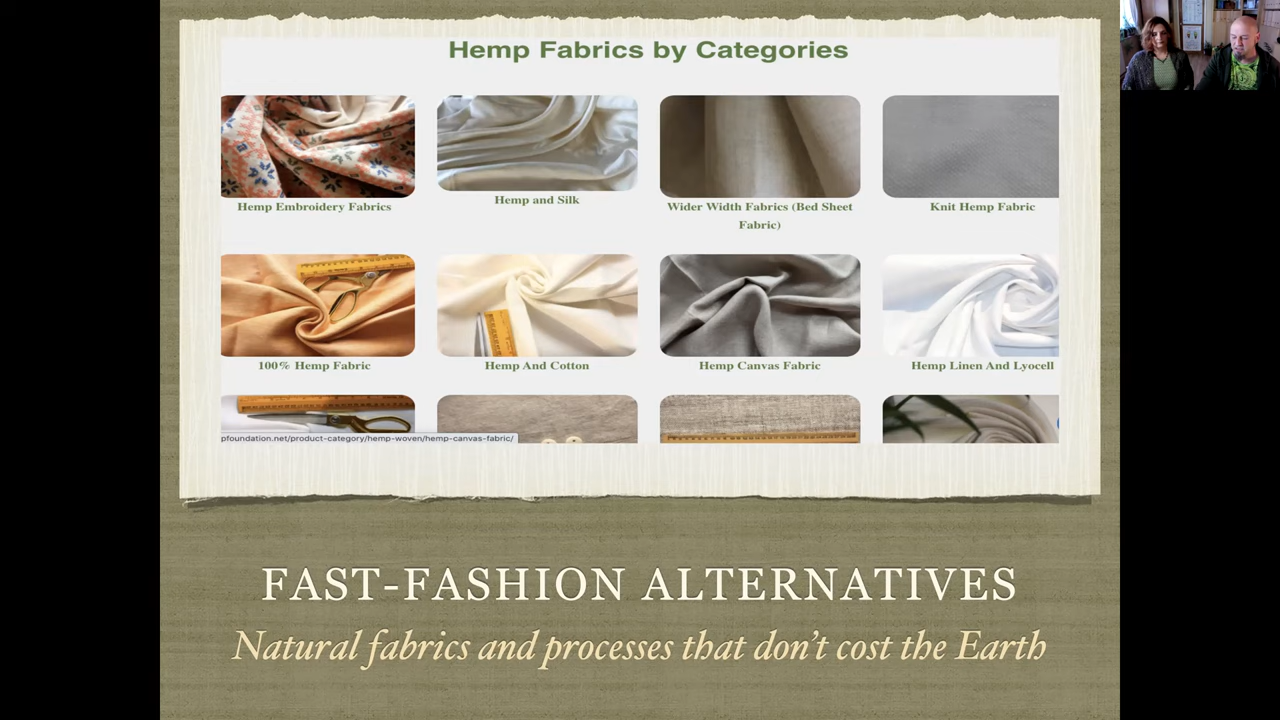 Hemp Fabrics by Categories
Hemp Embroidery Fabrics
Hemp and Silk
Wider Width Fabrics (Bed Sheet
Fabric)
Knit Hemp Fabric
100% Hemp Fabric
Hemp And Cotton
Hemp Canvas Fabric
Hemp Linen And Lyocell
pfoundation.net/product-category/hemp-woven/hemp-canvas-fabric/
FAST-FASHION ALTERNATIVES
Natural fabrics and processes that don't cost the Earth